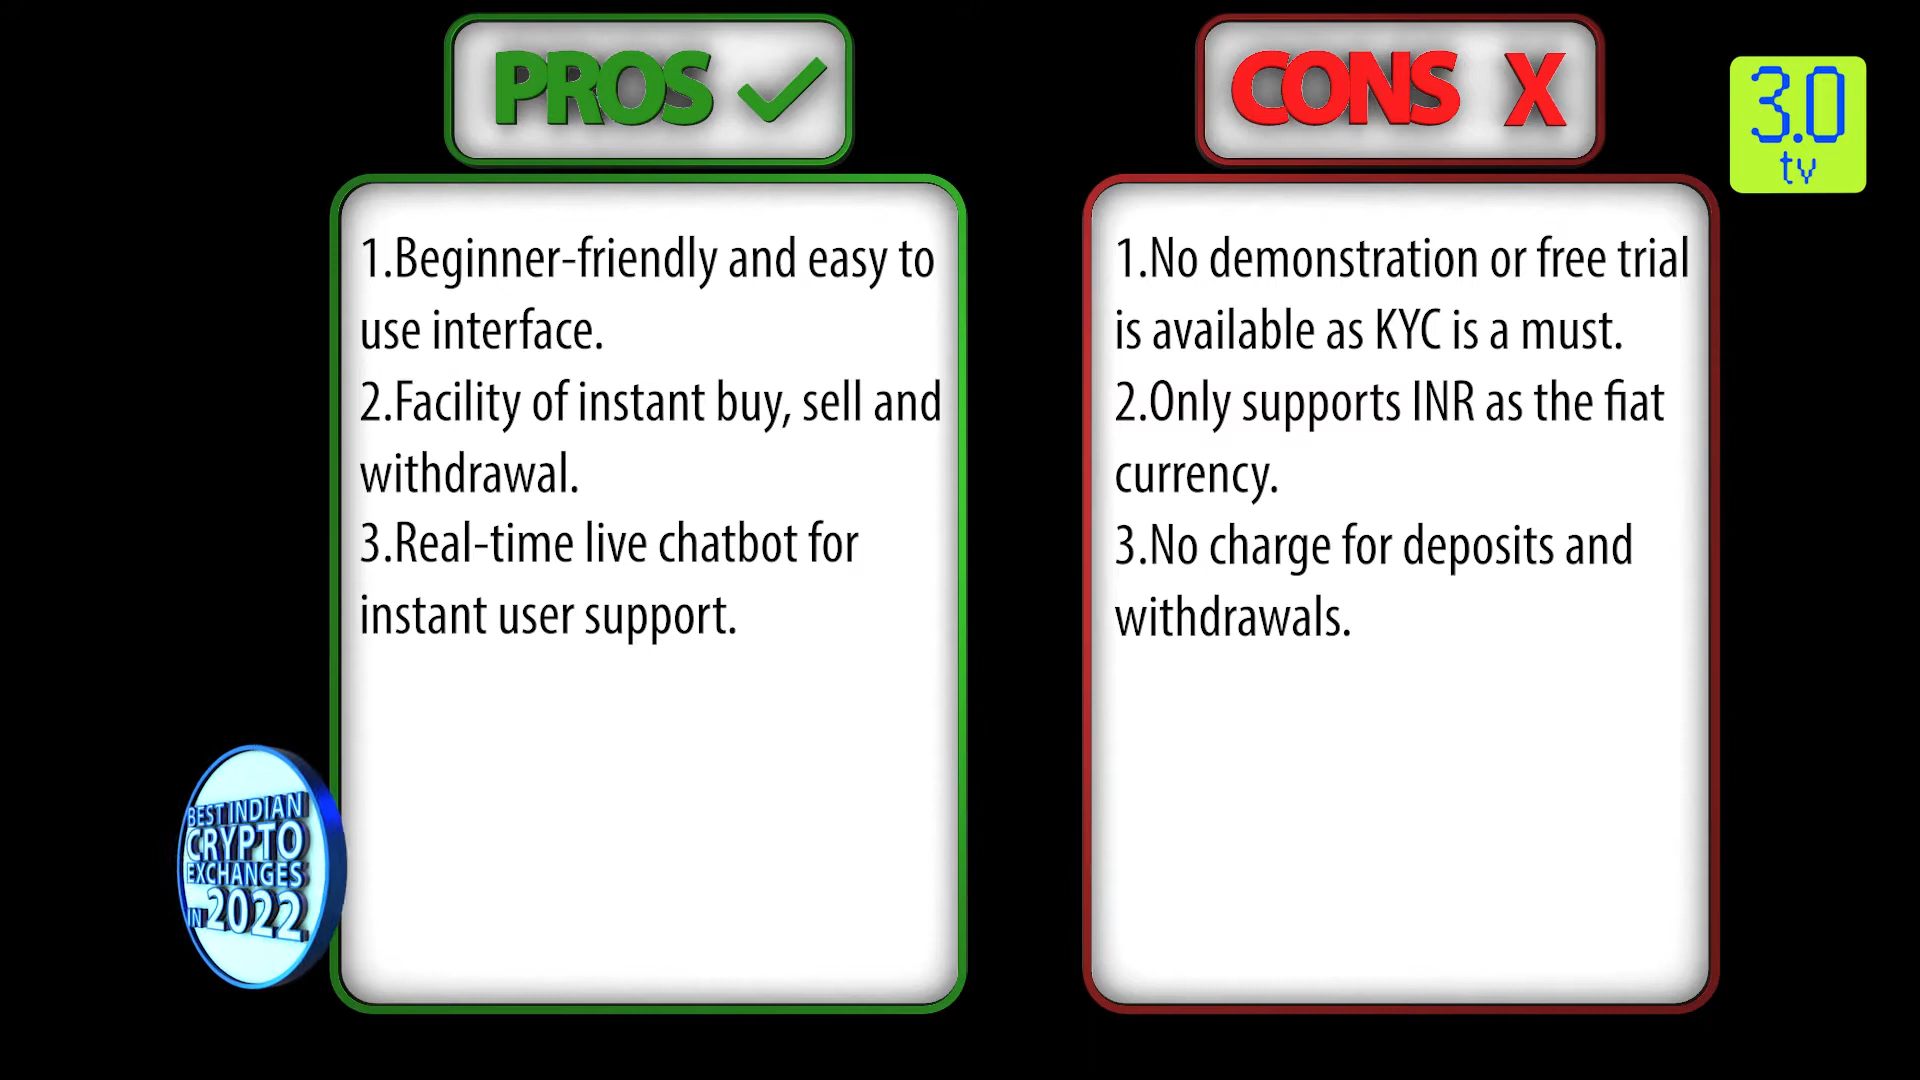 PROS
CONS X
3.0
tv
1.Beginner-friendly and easy to
use interface.
2.Facility of instant buy, sell and
withdrawal.
3.Real-time live chatbot for
instant user support.
1.No demonstration or free trial
is available as KYC is a must.
2.Only supports INR as the fiat
currency.
3.No charge for deposits and
withdrawals.
BEST INDIAN
CRYPTO
EXCHANGES
IN 2022